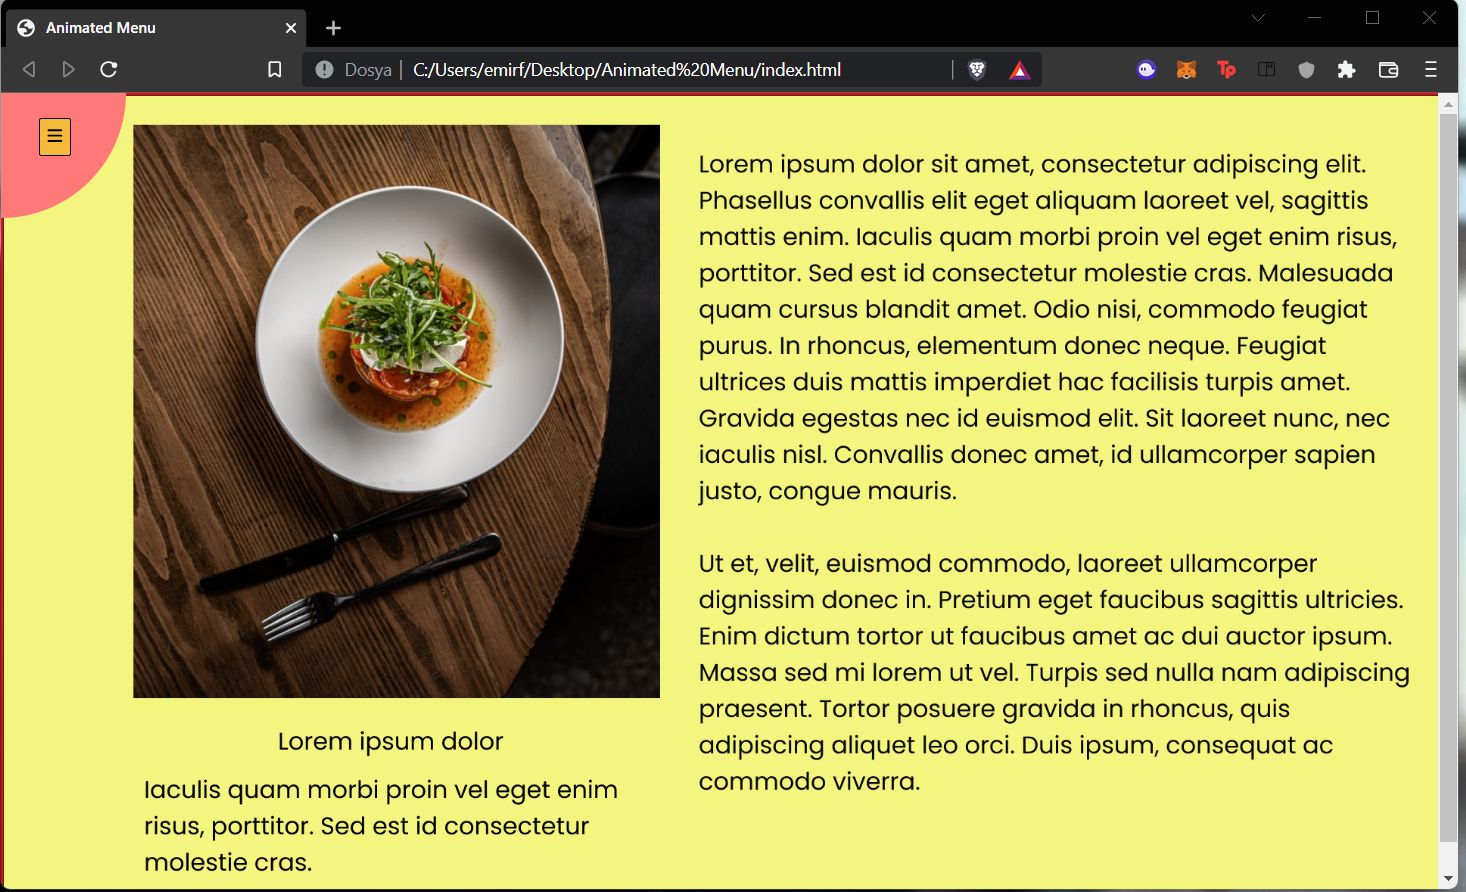 Animated Menu
Dosya
C:/Users/emirf/Desktop/Animated%20Menu/index.html
Tp
Lorem ipsum dolor sit amet, consectetur adipiscing elit.
Phasellus convallis elit eget aliquam laoreet vel, sagittis
mattis enim. Iaculis quam morbi proin vel eget enim risus,
porttitor. Sed est id consectetur molestie cras. Malesuada
quam cursus blandit amet. Odio nisi, commodo feugiat
purus. In rhoncus, elementum donec neque. Feugiat
ultrices duis mattis imperdiet hac facilisis turpis amet.
Gravida egestas nec id euismod elit. Sit laoreet nunc, nec
iaculis nisl. Convallis donec amet, id ullamcorper sapien
justo, congue mauris.
Ut et, velit, euismod commodo, laoreet ullamcorper
dignissim donec in. Pretium eget faucibus sagittis ultricies.
Enim dictum tortor ut faucibus amet ac dui auctor ipsum.
Massa sed mi lorem ut vel. Turpis sed nulla nam adipiscing
praesent. Tortor posuere gravida in rhoncus, quis
adipiscing aliquet leo orci. Duis ipsum, consequat ac
commodo viverra.
Lorem ipsum dolor
Iaculis quam morbi proin vel eget enim
risus, porttitor. Sed est id consectetur
molestie cras.